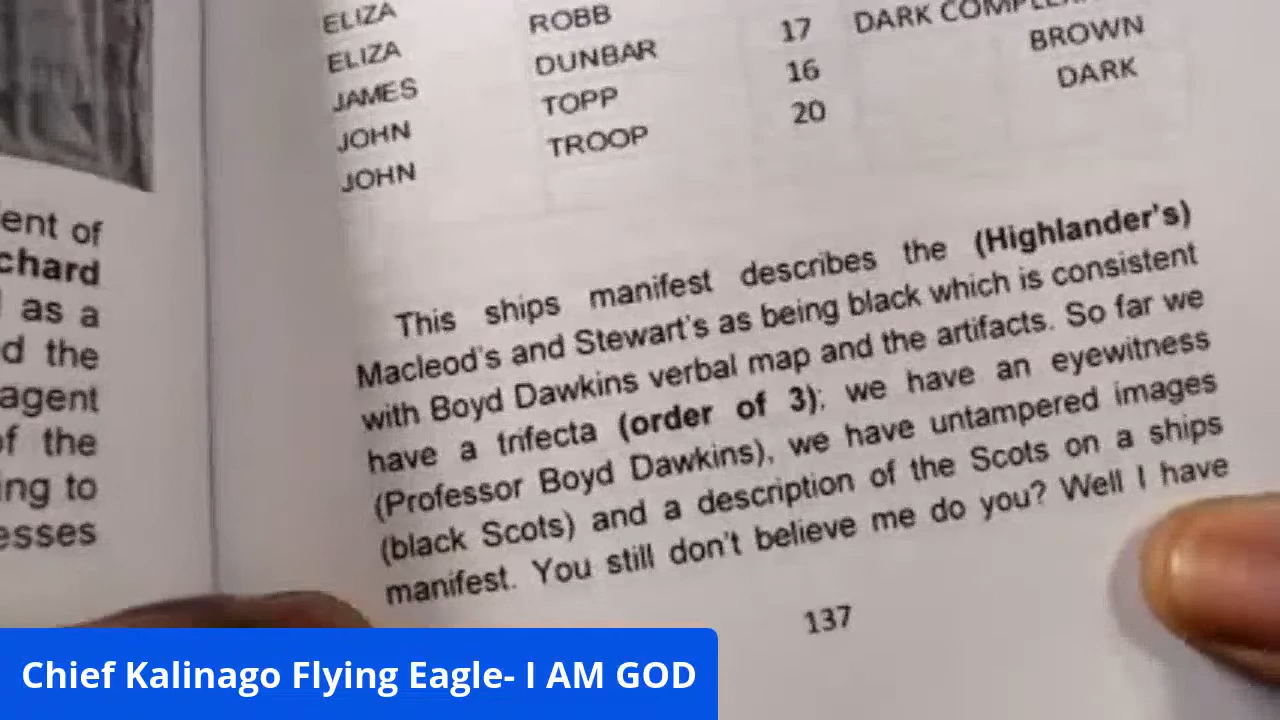 ELIZA ROBB
ELIZA DUNBAR 17 DARK
JAMES TOPP 16 BROWN
JOHN TROOP 20 DARK
JOHN
ent of
chard
as a
d the
agent
of the
ing to
esses
This ships manifest describes the (Highlander's)
Macleod's and Stewart's as being black which is consistent
with Boyd Dawkins verbal map and the artifacts. So far we
have a trifecta (order of 3); we have an eyewitness
(Professor Boyd Dawkins), we have untampered images
(black Scots) and a description of the Scots on a ships
manifest. You still don't believe me do you? Well I have
137
Chief Kalinago Flying Eagle- I AM GOD